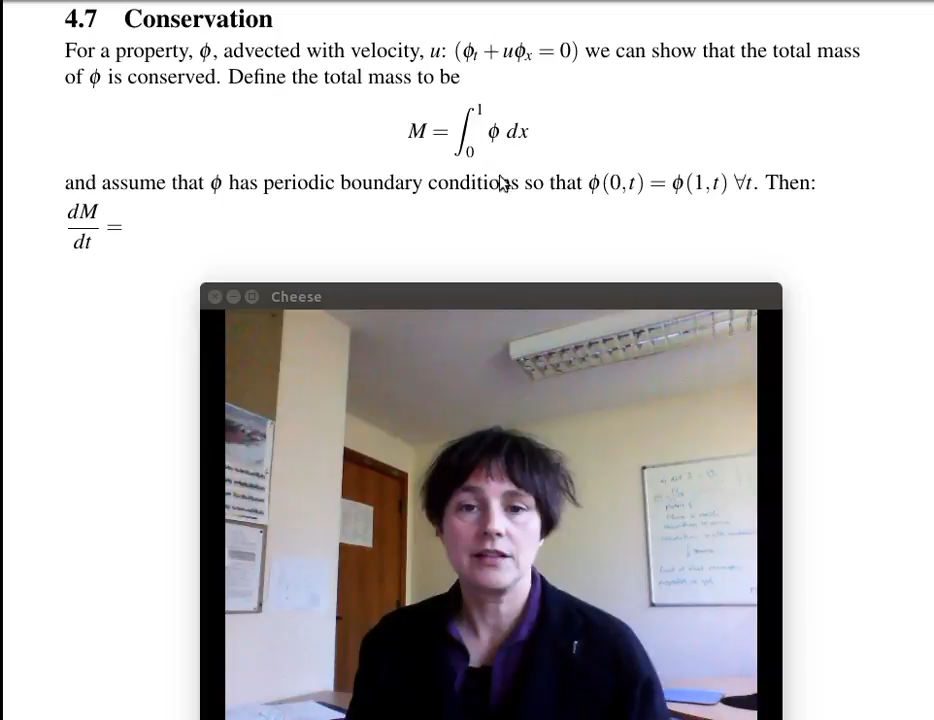 4.7 Conservation
For a property, ϕ, advected with velocity, u: (ϕₜ + uϕₓ = 0) we can show that the total mass
of ϕ is conserved. Define the total mass to be
M = ∫₀¹ ϕ dx
and assume that ϕ has periodic boundary conditions so that ϕ(0,t) = ϕ(1,t) ∀t. Then:
dM
dt =
Cheese